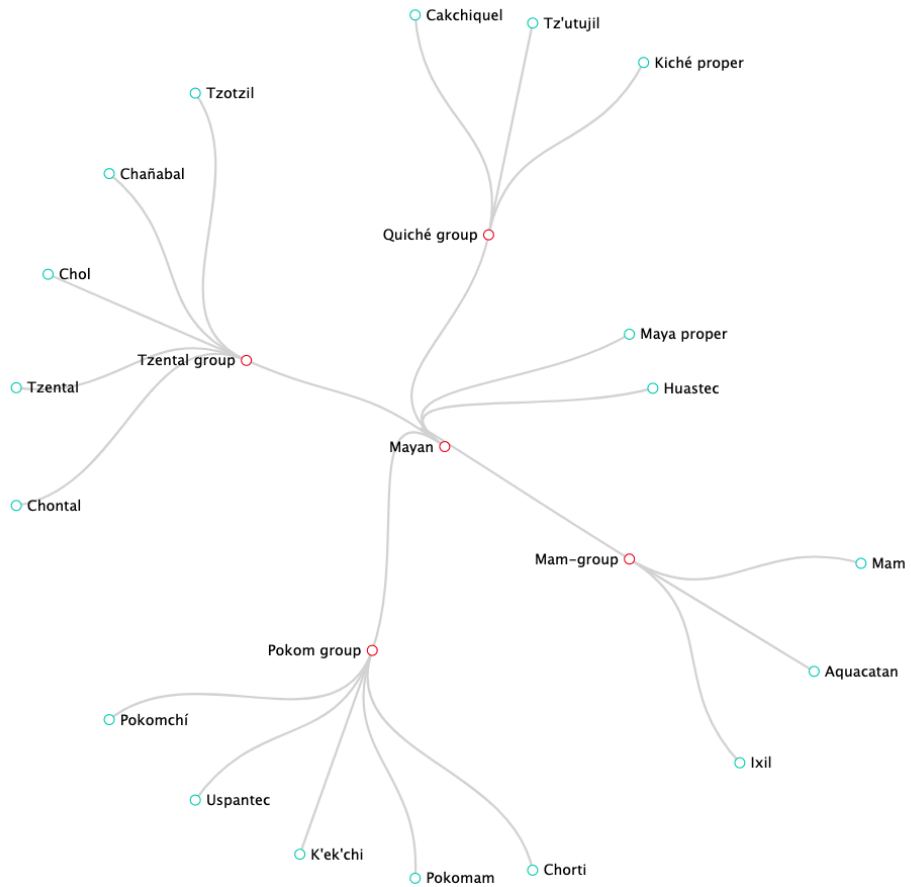 Cakchiquel
Tz'utujil
Kiché proper
Tzotzil
Chañabal
Quiché group
Chol
Maya proper
Tzental group
Tzental
Huastec
Mayan
Chontal
Mam-group
Mam
Pokom group
Aquacatan
Pokomchí
Ixil
Uspantec
K'ek'chi
Chorti
Pokomam